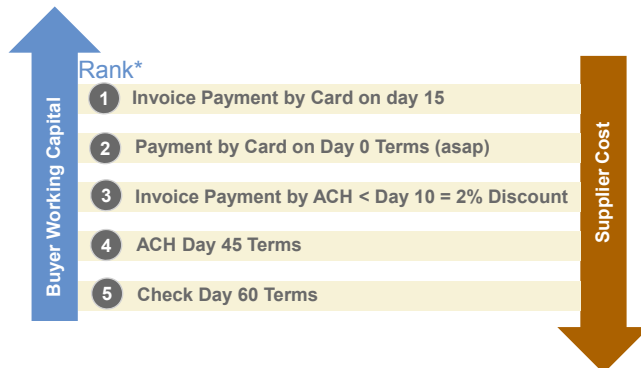 Rank*
1 Invoice Payment by Card on day 15
2 Payment by Card on Day 0 Terms (asap)
3 Invoice Payment by ACH < Day 10 = 2% Discount
4 ACH Day 45 Terms
5 Check Day 60 Terms
Buyer Working Capital
Supplier Cost